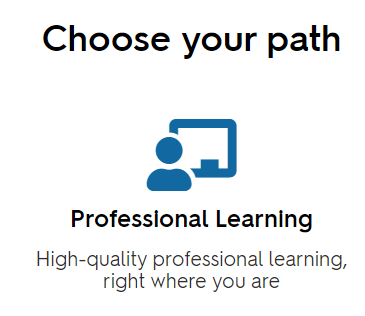 Choose your path
Professional Learning
High-quality professional learning,
right where you are